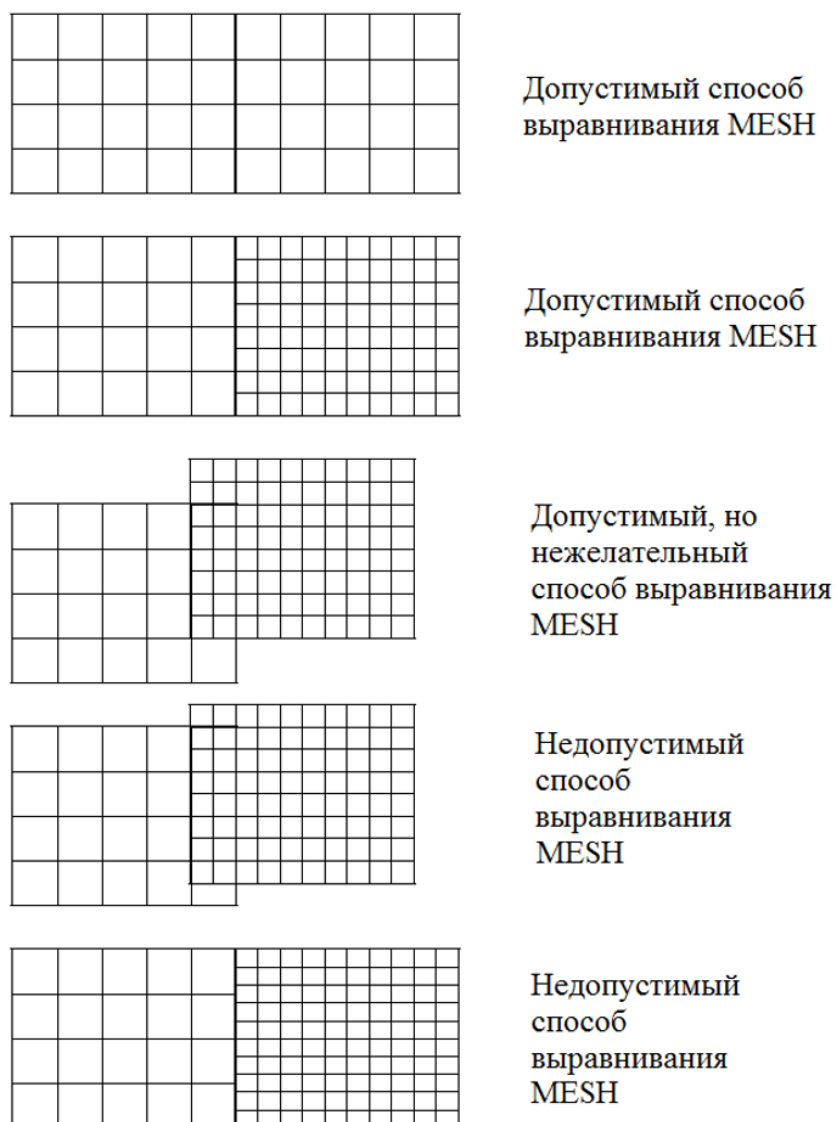 Допустимый способ
выравнивания MESH
Допустимый способ
выравнивания MESH
Допустимый, но
нежелательный
способ выравнивания
MESH
Недопустимый
способ
выравнивания
MESH
Недопустимый
способ
выравнивания
MESH